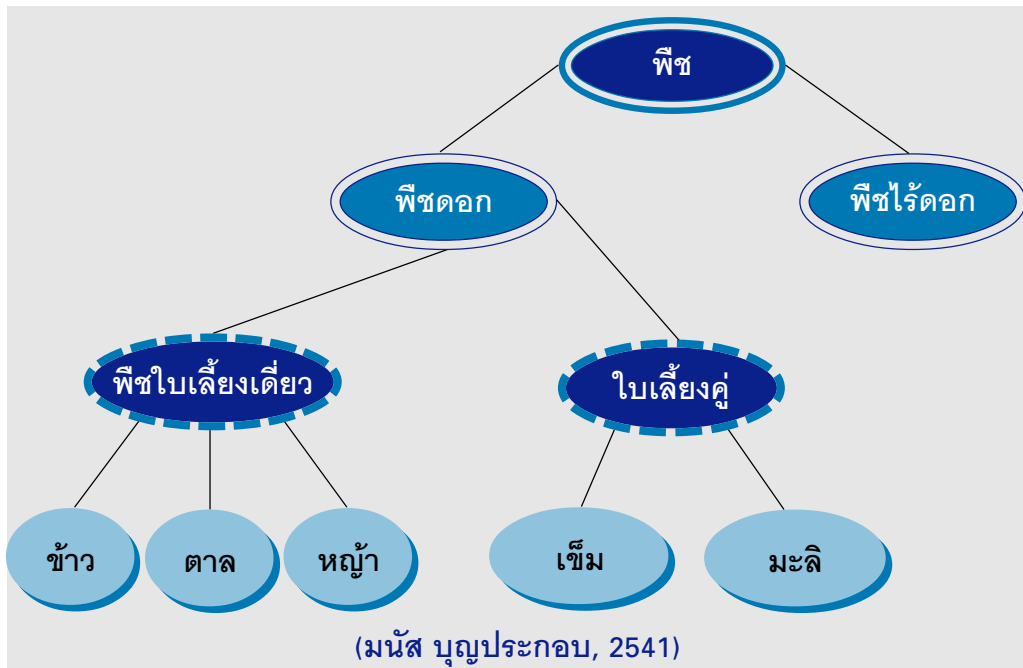 พืช
พืชดอก
พืชไร้ดอก
พืชใบเลี้ยงเดี่ยว
ใบเลี้ยงคู่
ข้าว
ตาล
หญ้า
เข็ม
มะลิ
(มนัส บุญประกอบ, 2541)